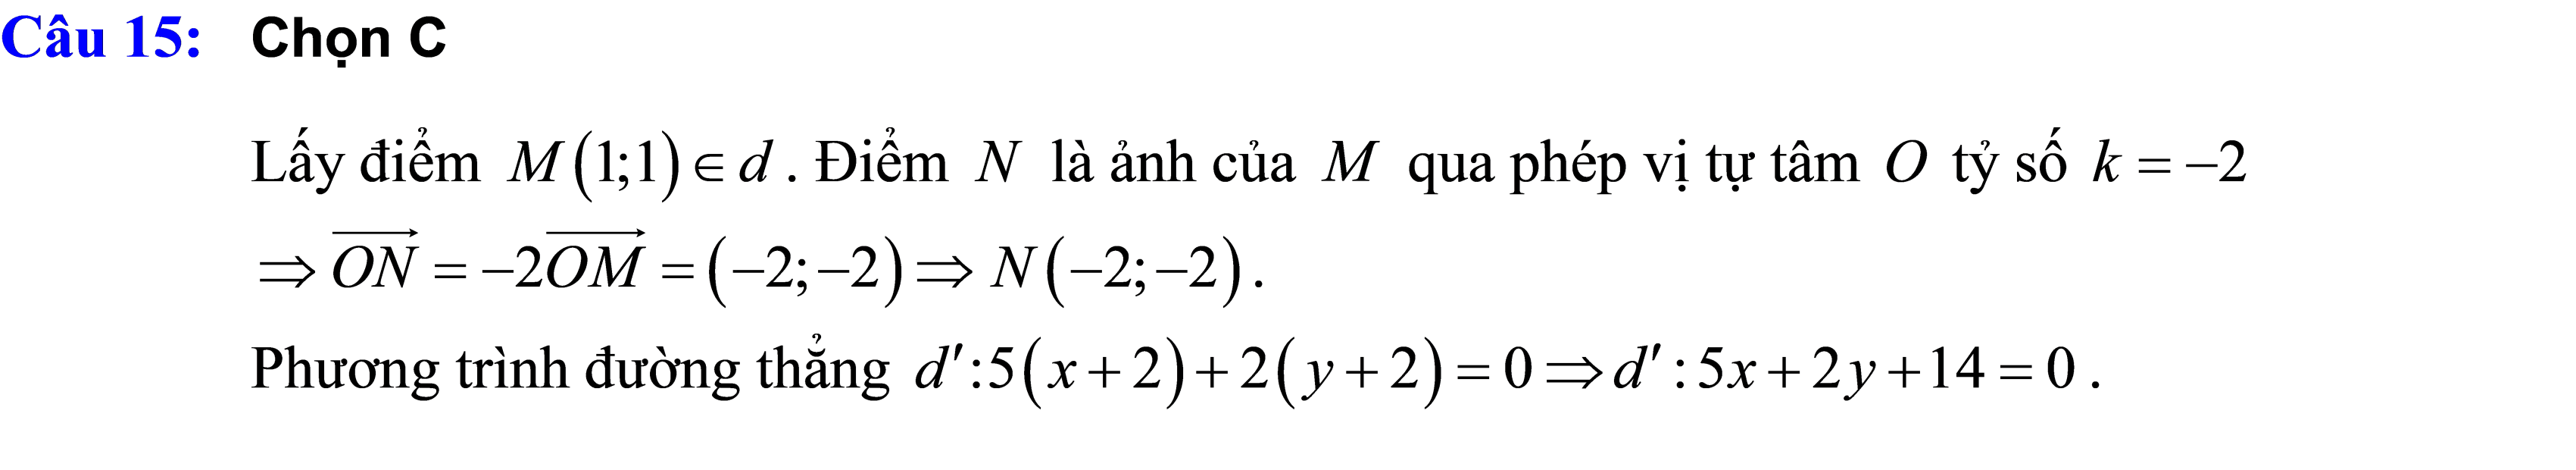 Câu 15: Chọn C
Lấy điểm M(1;1) ∈ d . Điểm N là ảnh của M qua phép vị tự tâm O tỷ số k = −2
⇒ $\overrightarrow{ON} = -2\overrightarrow{OM} = (-2;-2)$ ⇒ N(−2;−2).
Phương trình đường thẳng d′:5(x+2)+2(y+2)=0 ⇒ d′:5x+2y+14=0 .